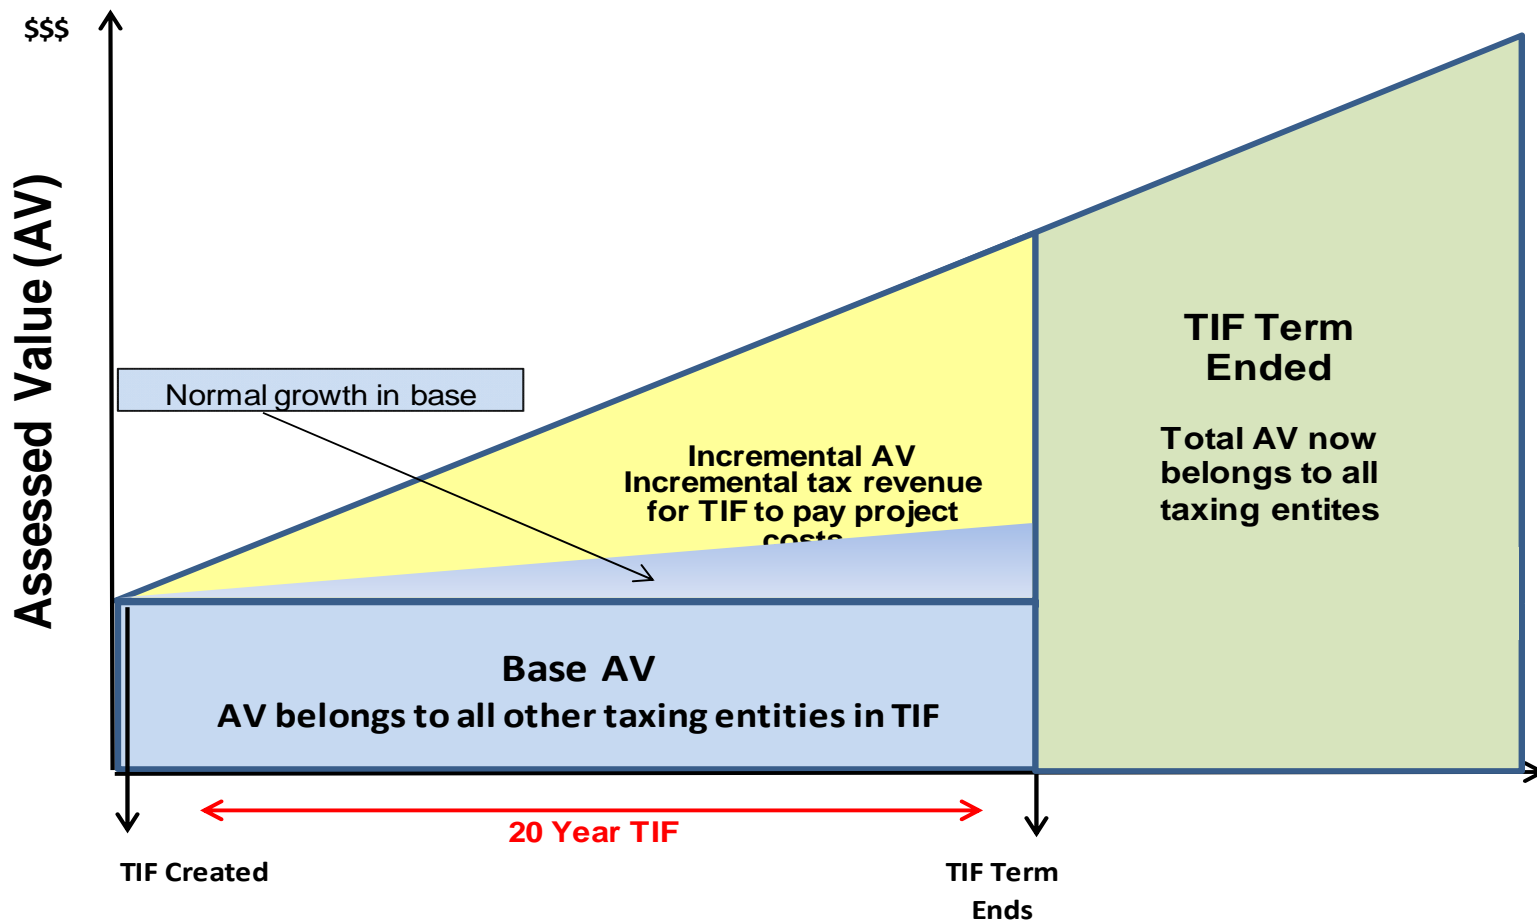 $$$
Assessed Value (AV)
Normal growth in base
Incremental AV
Incremental tax revenue
for TIF to pay project
costs
TIF Term
Ended
Total AV now
belongs to all
taxing entites
Base AV
AV belongs to all other taxing entities in TIF
20 Year TIF
TIF Created
TIF Term
Ends